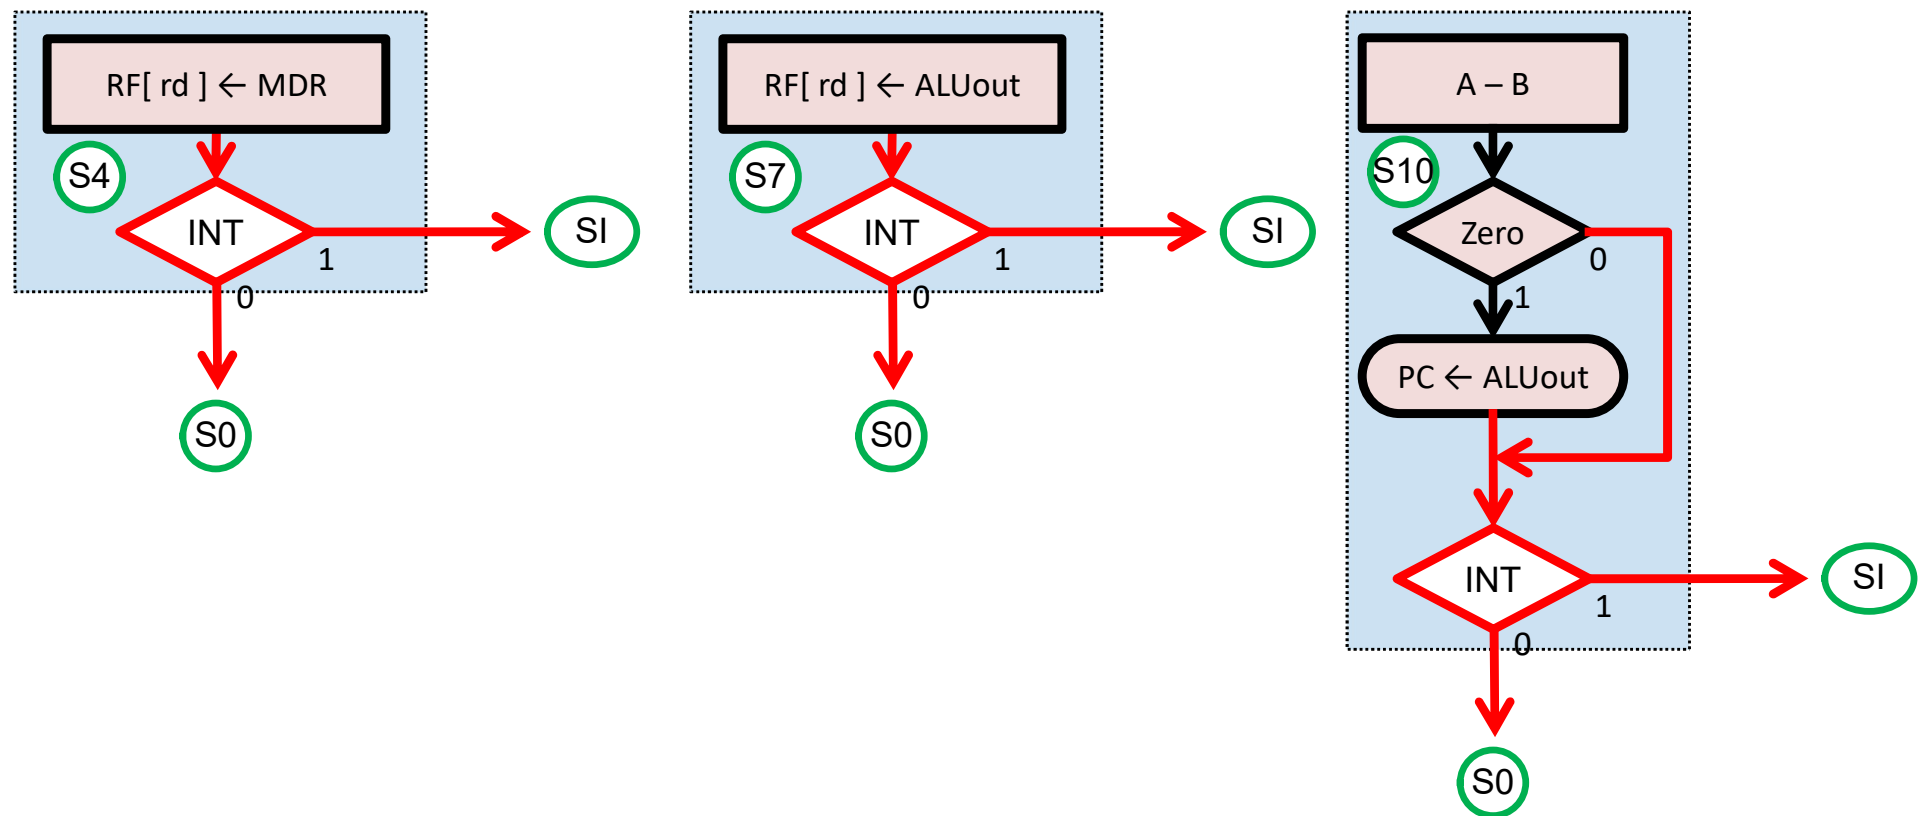 RF[ rd ] ← MDR
S4
INT
1
0
SI
S0
RF[ rd ] ← ALUout
S7
INT
1
0
SI
S0
A – B
S10
Zero
0
1
PC ← ALUout
INT
1
0
SI
S0